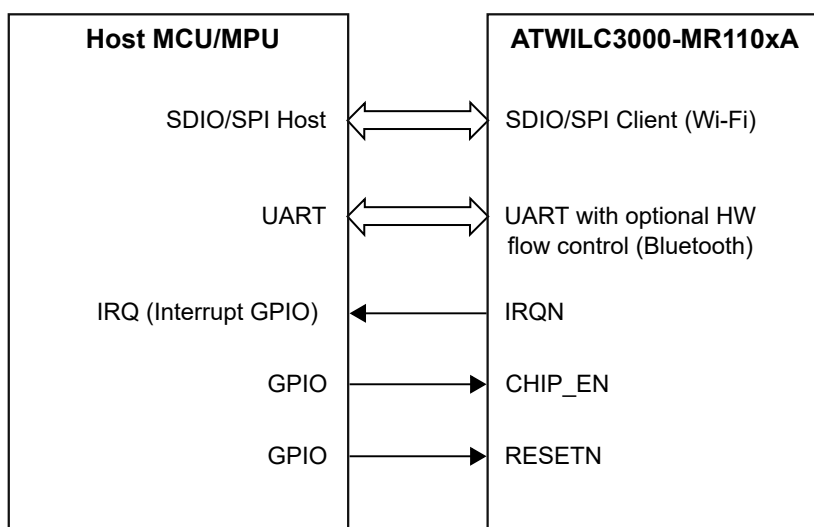 Host MCU/MPU
ATWILC3000-MR110xA
SDIO/SPI Host
SDIO/SPI Client (Wi-Fi)
UART
UART with optional HW
flow control (Bluetooth)
IRQ (Interrupt GPIO)
IRQN
GPIO
CHIP_EN
GPIO
RESETN